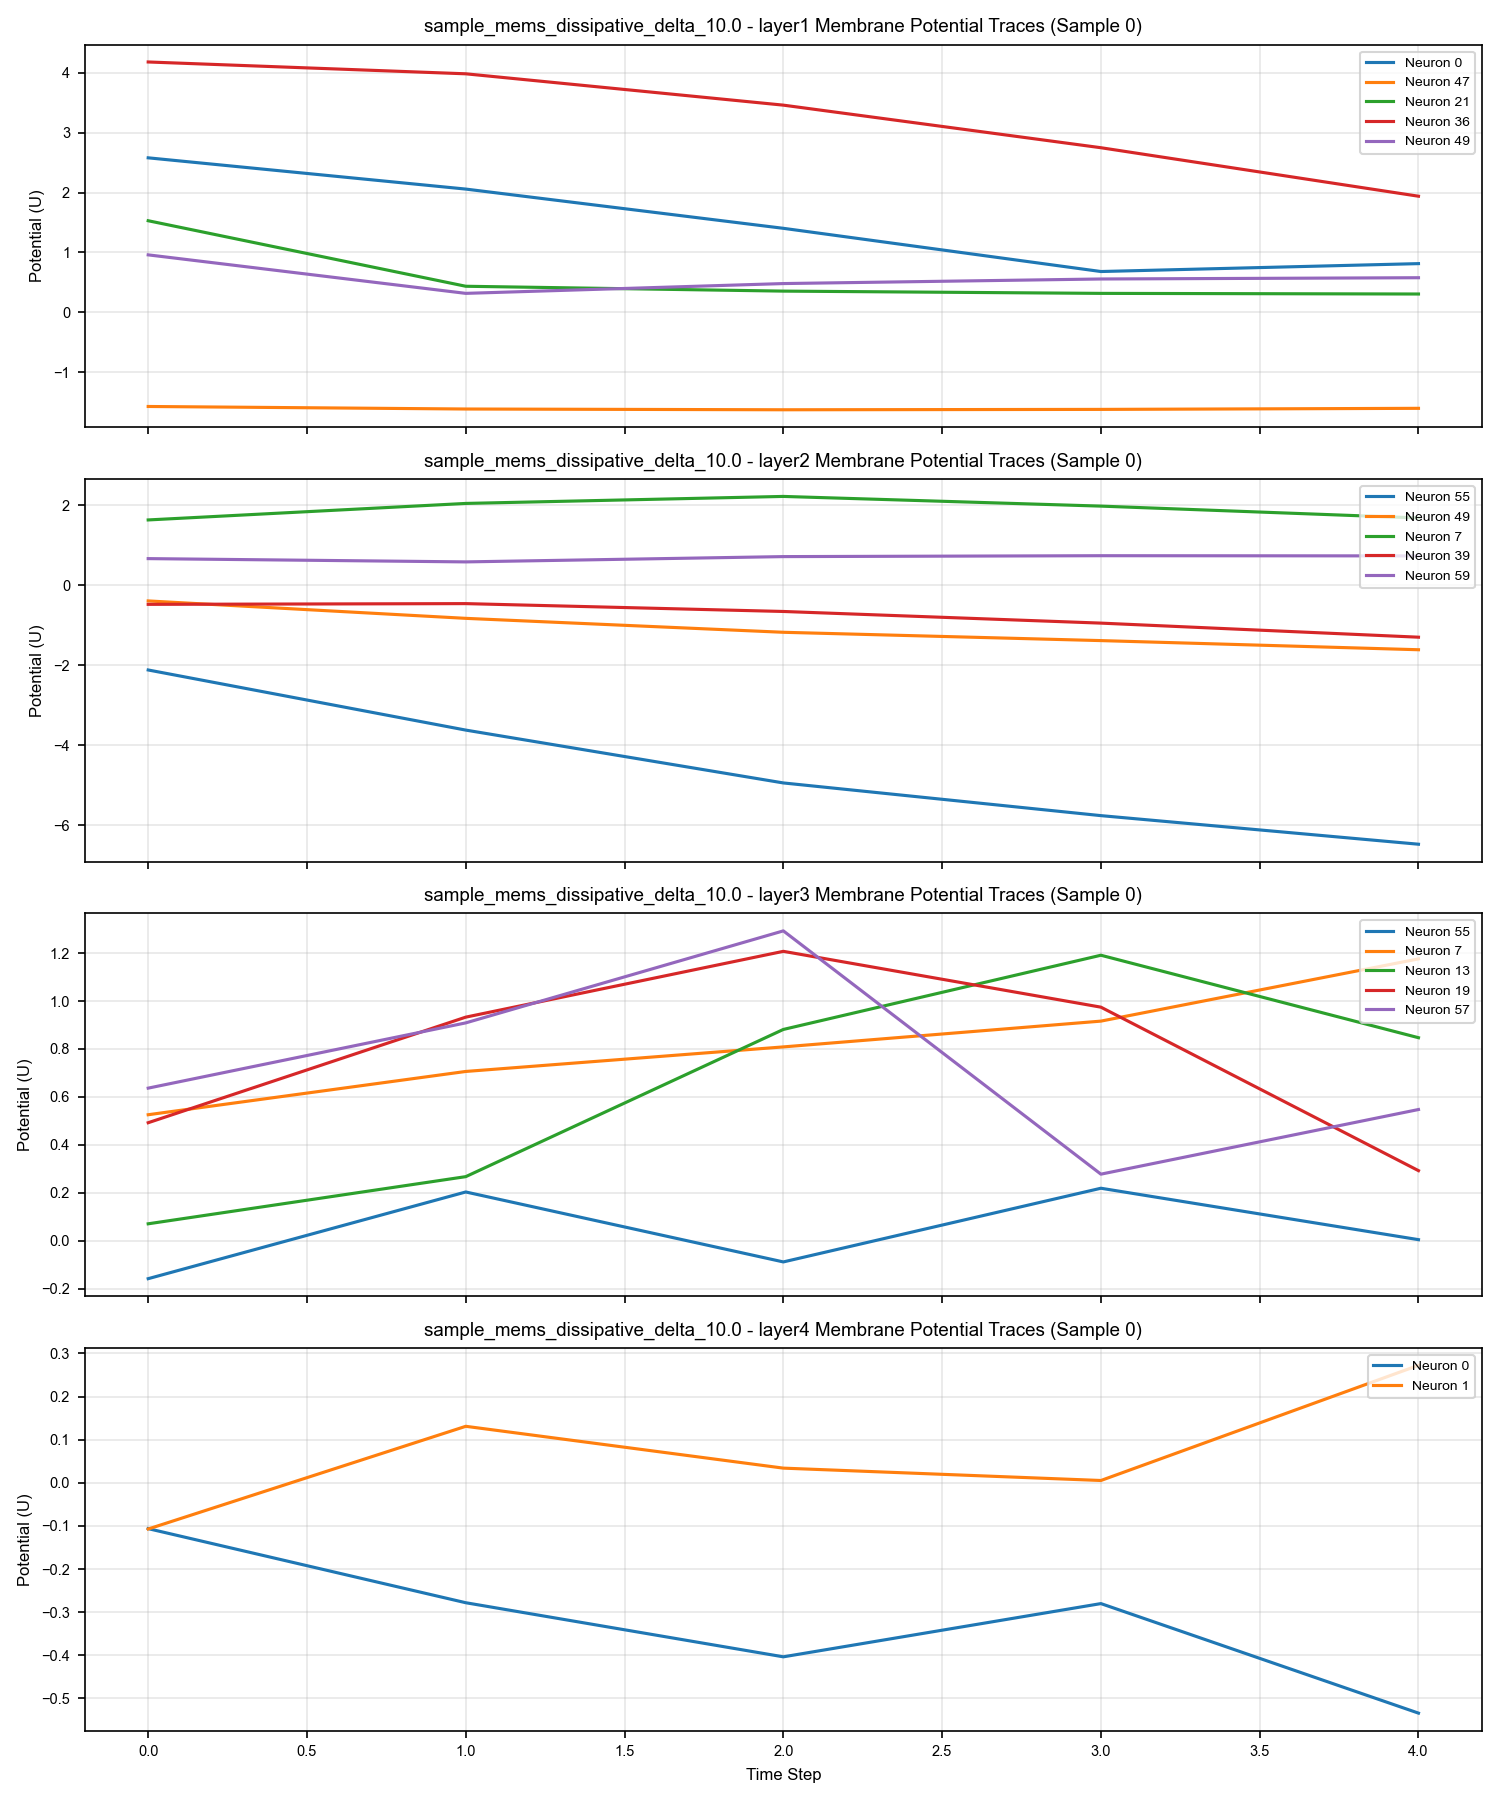 sample_mems_dissipative_delta_10.0 - layer1 Membrane Potential Traces (Sample 0)
Potential (U)
4
3
2
1
0
−1
Neuron 0
Neuron 47
Neuron 21
Neuron 36
Neuron 49
sample_mems_dissipative_delta_10.0 - layer2 Membrane Potential Traces (Sample 0)
Potential (U)
2
0
−2
−4
−6
Neuron 55
Neuron 49
Neuron 7
Neuron 39
Neuron 59
sample_mems_dissipative_delta_10.0 - layer3 Membrane Potential Traces (Sample 0)
Potential (U)
1.2
1.0
0.8
0.6
0.4
0.2
0.0
−0.2
Neuron 55
Neuron 7
Neuron 13
Neuron 19
Neuron 57
sample_mems_dissipative_delta_10.0 - layer4 Membrane Potential Traces (Sample 0)
Potential (U)
0.3
0.2
0.1
0.0
−0.1
−0.2
−0.3
−0.4
−0.5
Neuron 0
Neuron 1
0.0 0.5 1.0 1.5 2.0 2.5 3.0 3.5 4.0
Time Step